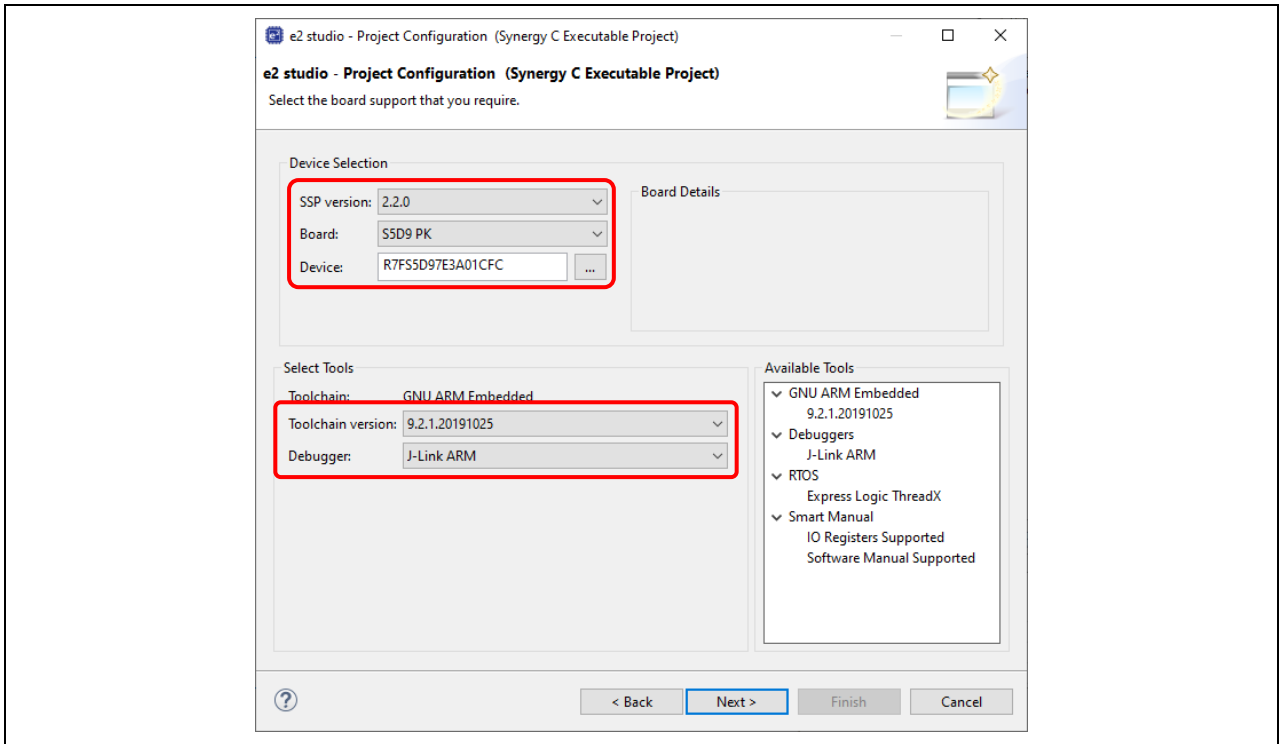 e2 studio - Project Configuration (Synergy C Executable Project)
e2 studio - Project Configuration (Synergy C Executable Project)
Select the board support that you require.
Device Selection
SSP version: 2.2.0
Board: S5D9 PK
Device: R7FS5D97E3A01CFC ...
Board Details
Select Tools
Toolchain: GNU ARM Embedded
Toolchain version: 9.2.1.20191025
Debugger: J-Link ARM
Available Tools
GNU ARM Embedded
9.2.1.20191025
Debuggers
J-Link ARM
RTOS
Express Logic ThreadX
Smart Manual
IO Registers Supported
Software Manual Supported
? < Back Next > Finish Cancel